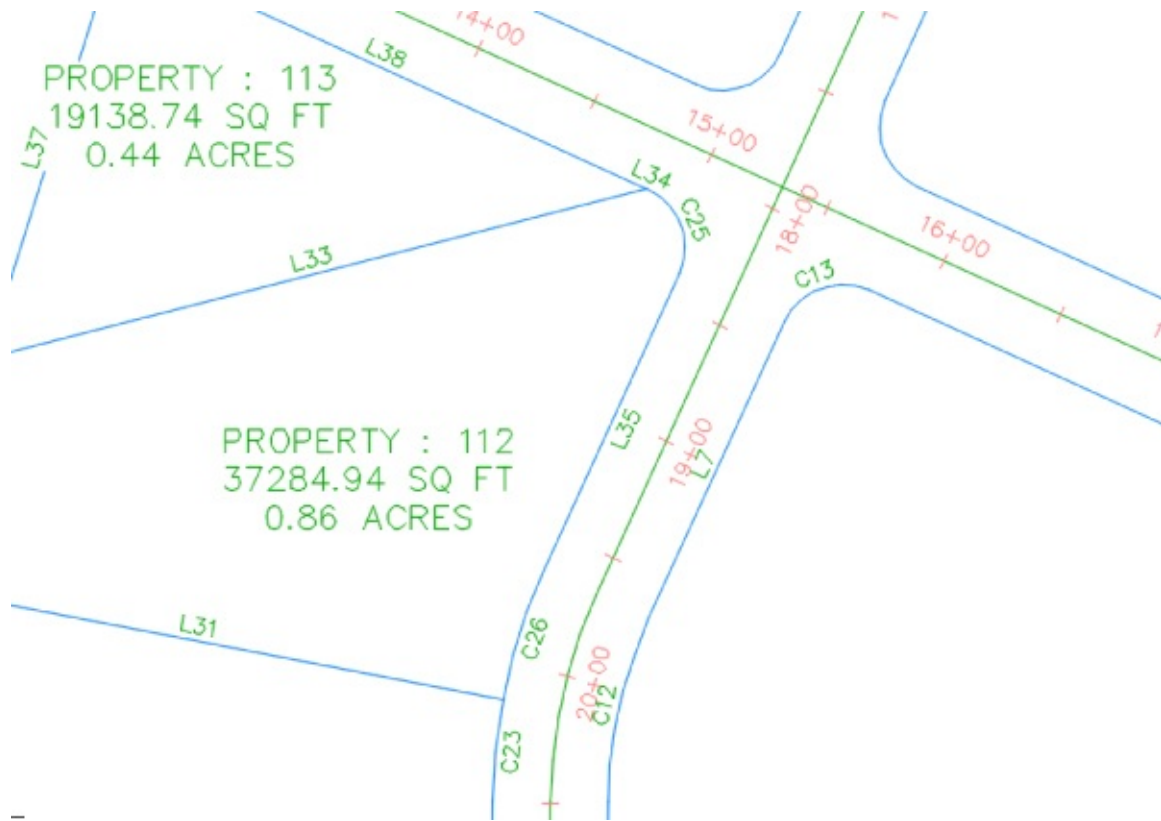 14+00
L38
PROPERTY : 113
19138.74 SQ FT
0.44 ACRES
L37
15+00
L34
C25
18+00
16+00
L33
C13
L35
19+00
L7
PROPERTY : 112
37284.94 SQ FT
0.86 ACRES
L31
C26
20+00
C12
C23